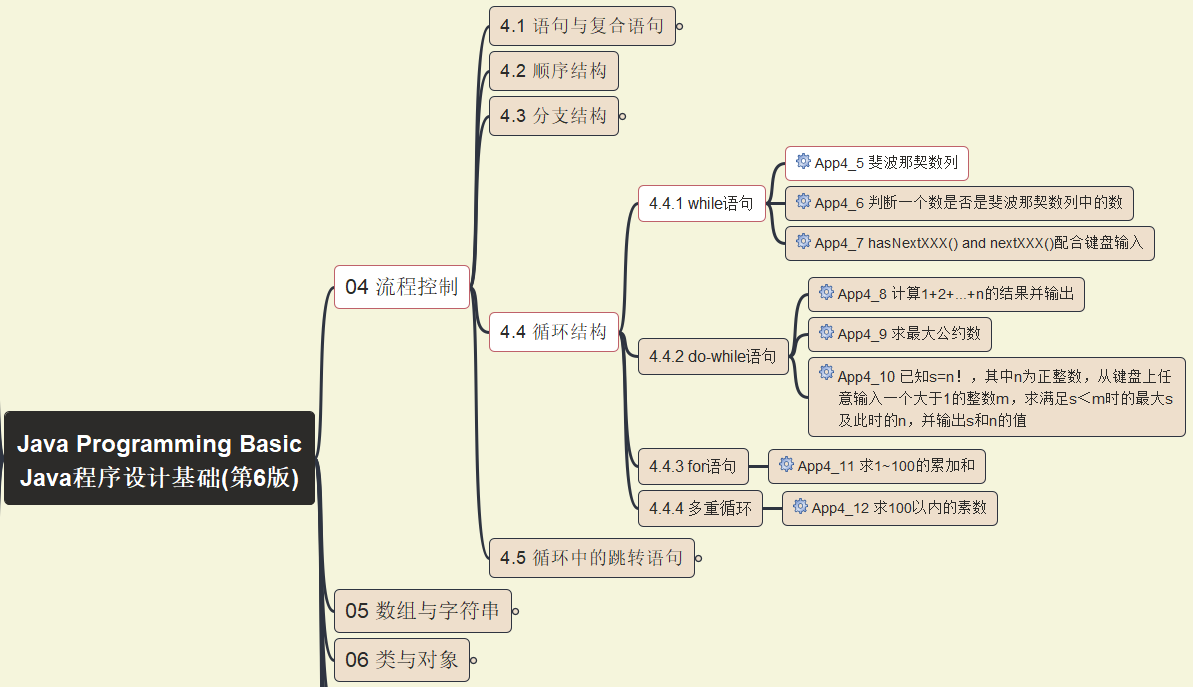 4.1 语句与复合语句
4.2 顺序结构
4.3 分支结构
App4_5 斐波那契数列
4.4.1 while语句
App4_6 判断一个数是否是斐波那契数列中的数
App4_7 hasNextXXX() and nextXXX()配合键盘输入
04 流程控制
App4_8 计算1+2+...+n的结果并输出
4.4 循环结构
App4_9 求最大公约数
4.4.2 do-while语句
App4_10 已知s=n！，其中n为正整数，从键盘上任
意输入一个大于1的整数m，求满足s＜m时的最大s
及此时的n，并输出s和n的值
Java Programming Basic
Java程序设计基础(第6版)
4.4.3 for语句
App4_11 求1~100的累加和
4.4.4 多重循环
App4_12 求100以内的素数
4.5 循环中的跳转语句
05 数组与字符串
06 类与对象